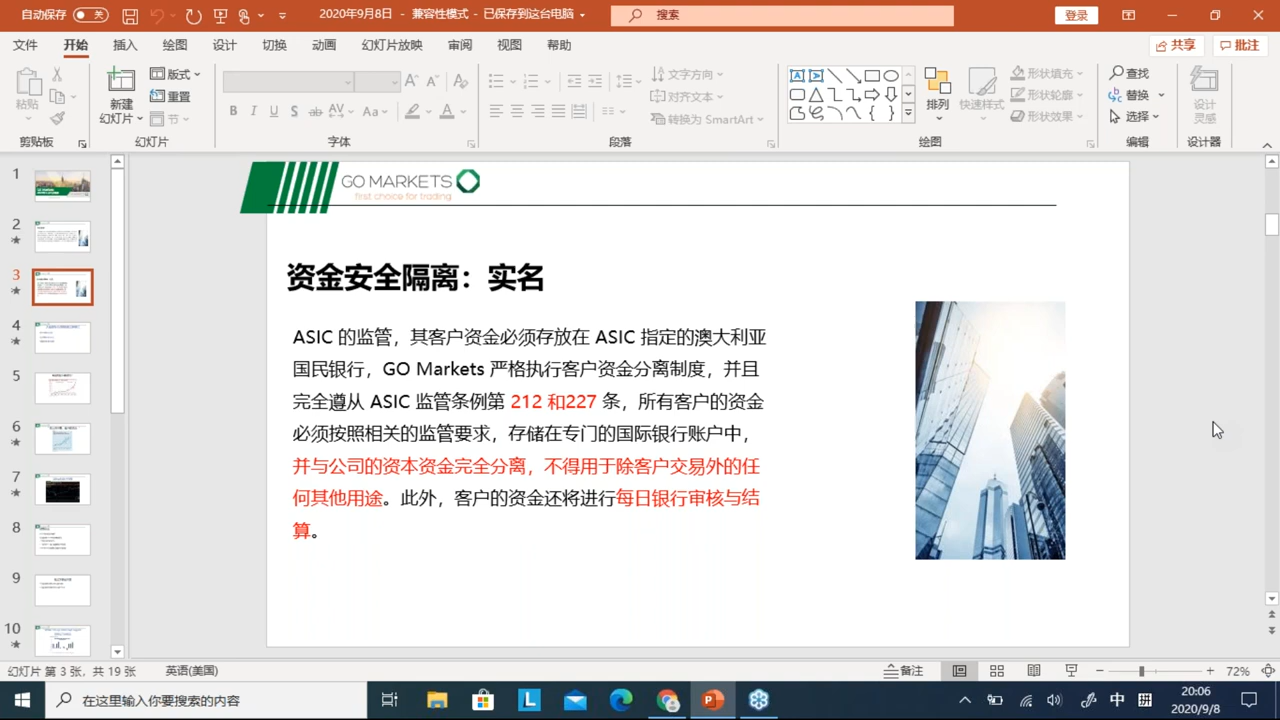 自动保存 关
2020年9月8日 - 兼容性模式 - 已保存到这台电脑
搜索
登录
文件 开始 插入 绘图 设计 切换 动画 幻灯片放映 审阅 视图 帮助
共享 批注
粘贴
剪贴板
新建
幻灯片
版式
重置
节
幻灯片
B I U S ab AV Aa A
字体
文字方向
对齐文本
转换为 SmartArt
段落
排列
快速样式
形状填充
形状轮廓
形状效果
绘图
查找
替换
选择
编辑
设计
灵感
设计器
1
2
3
4
5
6
7
8
9
10
GO MARKETS
first choice for trading
资金安全隔离：实名
ASIC 的监管，其客户资金必须存放在 ASIC 指定的澳大利亚
国民银行，GO Markets 严格执行客户资金分离制度，并且
完全遵从 ASIC 监管条例第 212 和227 条，所有客户的资金
必须按照相关的监管要求，存储在专门的国际银行账户中，
并与公司的资本资金完全分离，不得用于除客户交易外的任
何其他用途。此外，客户的资金还将进行每日银行审核与结
算。
幻灯片 第 3 张，共 19 张
英语(美国)
备注
72%
在这里输入你要搜索的内容
中 拼
20:06
2020/9/8